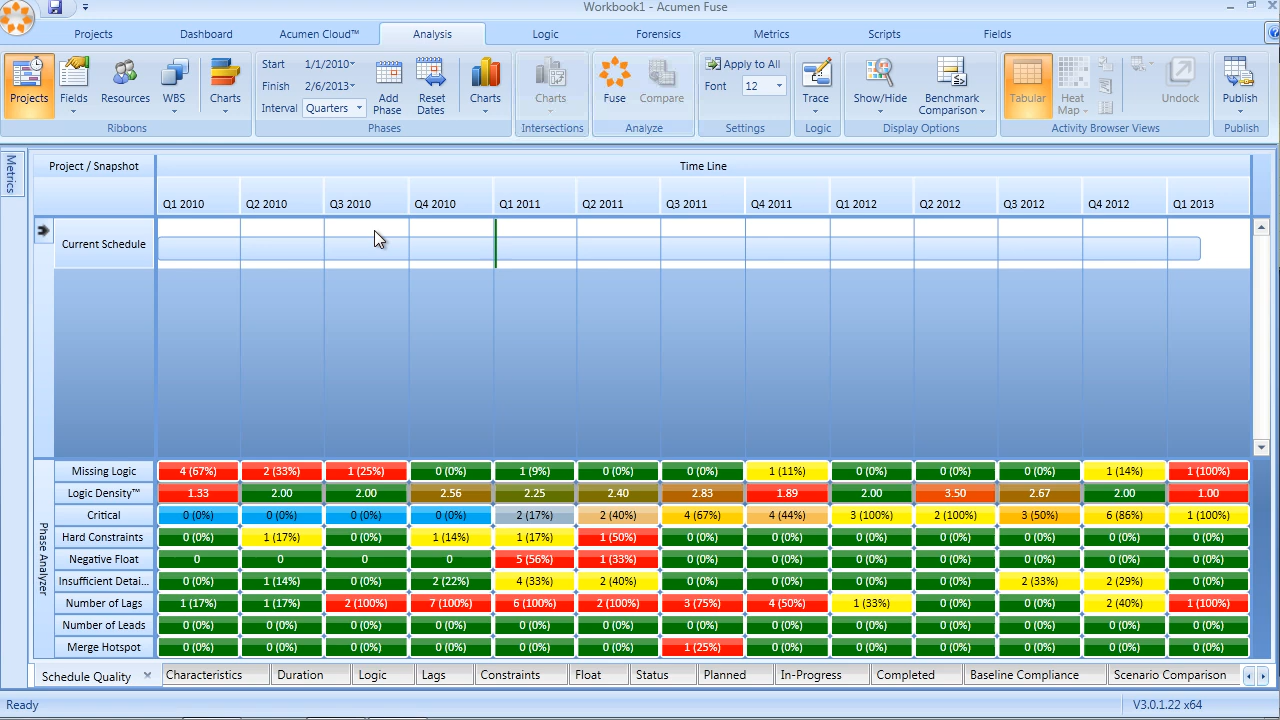 Workbook1 - Acumen Fuse
Projects Dashboard Acumen Cloud™ Analysis Logic Forensics Metrics Scripts Fields
Projects Fields Resources WBS Charts
Ribbons
Start 1/1/2010
Finish 2/6/2013
Interval Quarters
Add Phase Reset Dates Charts
Phases
Charts
Intersections
Fuse Compare
Analyze
Apply to All
Font 12
Settings
Trace
Logic
Show/Hide Benchmark Comparison
Display Options
Tabular Heat Map Undock
Activity Browser Views
Publish
Publish
Metrics
Project / Snapshot Time Line
Q1 2010 Q2 2010 Q3 2010 Q4 2010 Q1 2011 Q2 2011 Q3 2011 Q4 2011 Q1 2012 Q2 2012 Q3 2012 Q4 2012 Q1 2013
Current Schedule
Phase Analyzer
Missing Logic 4 (67%) 2 (33%) 1 (25%) 0 (0%) 1 (9%) 0 (0%) 0 (0%) 1 (11%) 0 (0%) 0 (0%) 0 (0%) 1 (14%) 1 (100%)
Logic Density™ 1.33 2.00 2.00 2.56 2.25 2.40 2.83 1.89 2.00 3.50 2.67 2.00 1.00
Critical 0 (0%) 0 (0%) 0 (0%) 0 (0%) 2 (17%) 2 (40%) 4 (67%) 4 (44%) 3 (100%) 2 (100%) 3 (50%) 6 (86%) 1 (100%)
Hard Constraints 0 (0%) 1 (17%) 0 (0%) 1 (14%) 1 (17%) 1 (50%) 0 (0%) 0 (0%) 0 (0%) 0 (0%) 0 (0%) 0 (0%) 0 (0%)
Negative Float 0 0 0 0 5 (56%) 1 (33%) 0 (0%) 0 (0%) 0 (0%) 0 (0%) 0 (0%) 0 (0%) 0 (0%)
Insufficient Detai... 0 (0%) 1 (14%) 0 (0%) 2 (22%) 4 (33%) 2 (40%) 0 (0%) 0 (0%) 0 (0%) 0 (0%) 2 (33%) 2 (29%) 0 (0%)
Number of Lags 1 (17%) 1 (17%) 2 (100%) 7 (100%) 6 (100%) 2 (100%) 3 (75%) 4 (50%) 1 (33%) 0 (0%) 0 (0%) 2 (40%) 1 (100%)
Number of Leads 0 (0%) 0 (0%) 0 (0%) 0 (0%) 0 (0%) 0 (0%) 0 (0%) 0 (0%) 0 (0%) 0 (0%) 0 (0%) 0 (0%) 0 (0%)
Merge Hotspot 0 (0%) 0 (0%) 0 (0%) 0 (0%) 0 (0%) 0 (0%) 1 (25%) 0 (0%) 0 (0%) 0 (0%) 0 (0%) 0 (0%) 0 (0%)
Schedule Quality Characteristics Duration Logic Lags Constraints Float Status Planned In-Progress Completed Baseline Compliance Scenario Comparison
Ready V3.0.1.22 x64